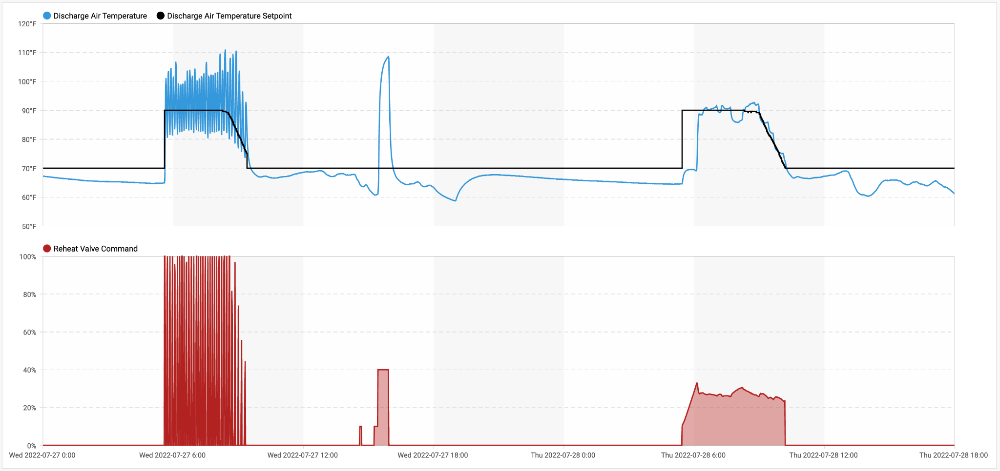 Discharge Air Temperature Discharge Air Temperature Setpoint
120°F
110°F
100°F
90°F
80°F
70°F
60°F
50°F
Reheat Valve Command
100%
80%
60%
40%
20%
0%
Wed 2022-07-27 0:00 Wed 2022-07-27 6:00 Wed 2022-07-27 12:00 Wed 2022-07-27 18:00 Thu 2022-07-28 0:00 Thu 2022-07-28 6:00 Thu 2022-07-28 12:00 Thu 2022-07-28 18:00